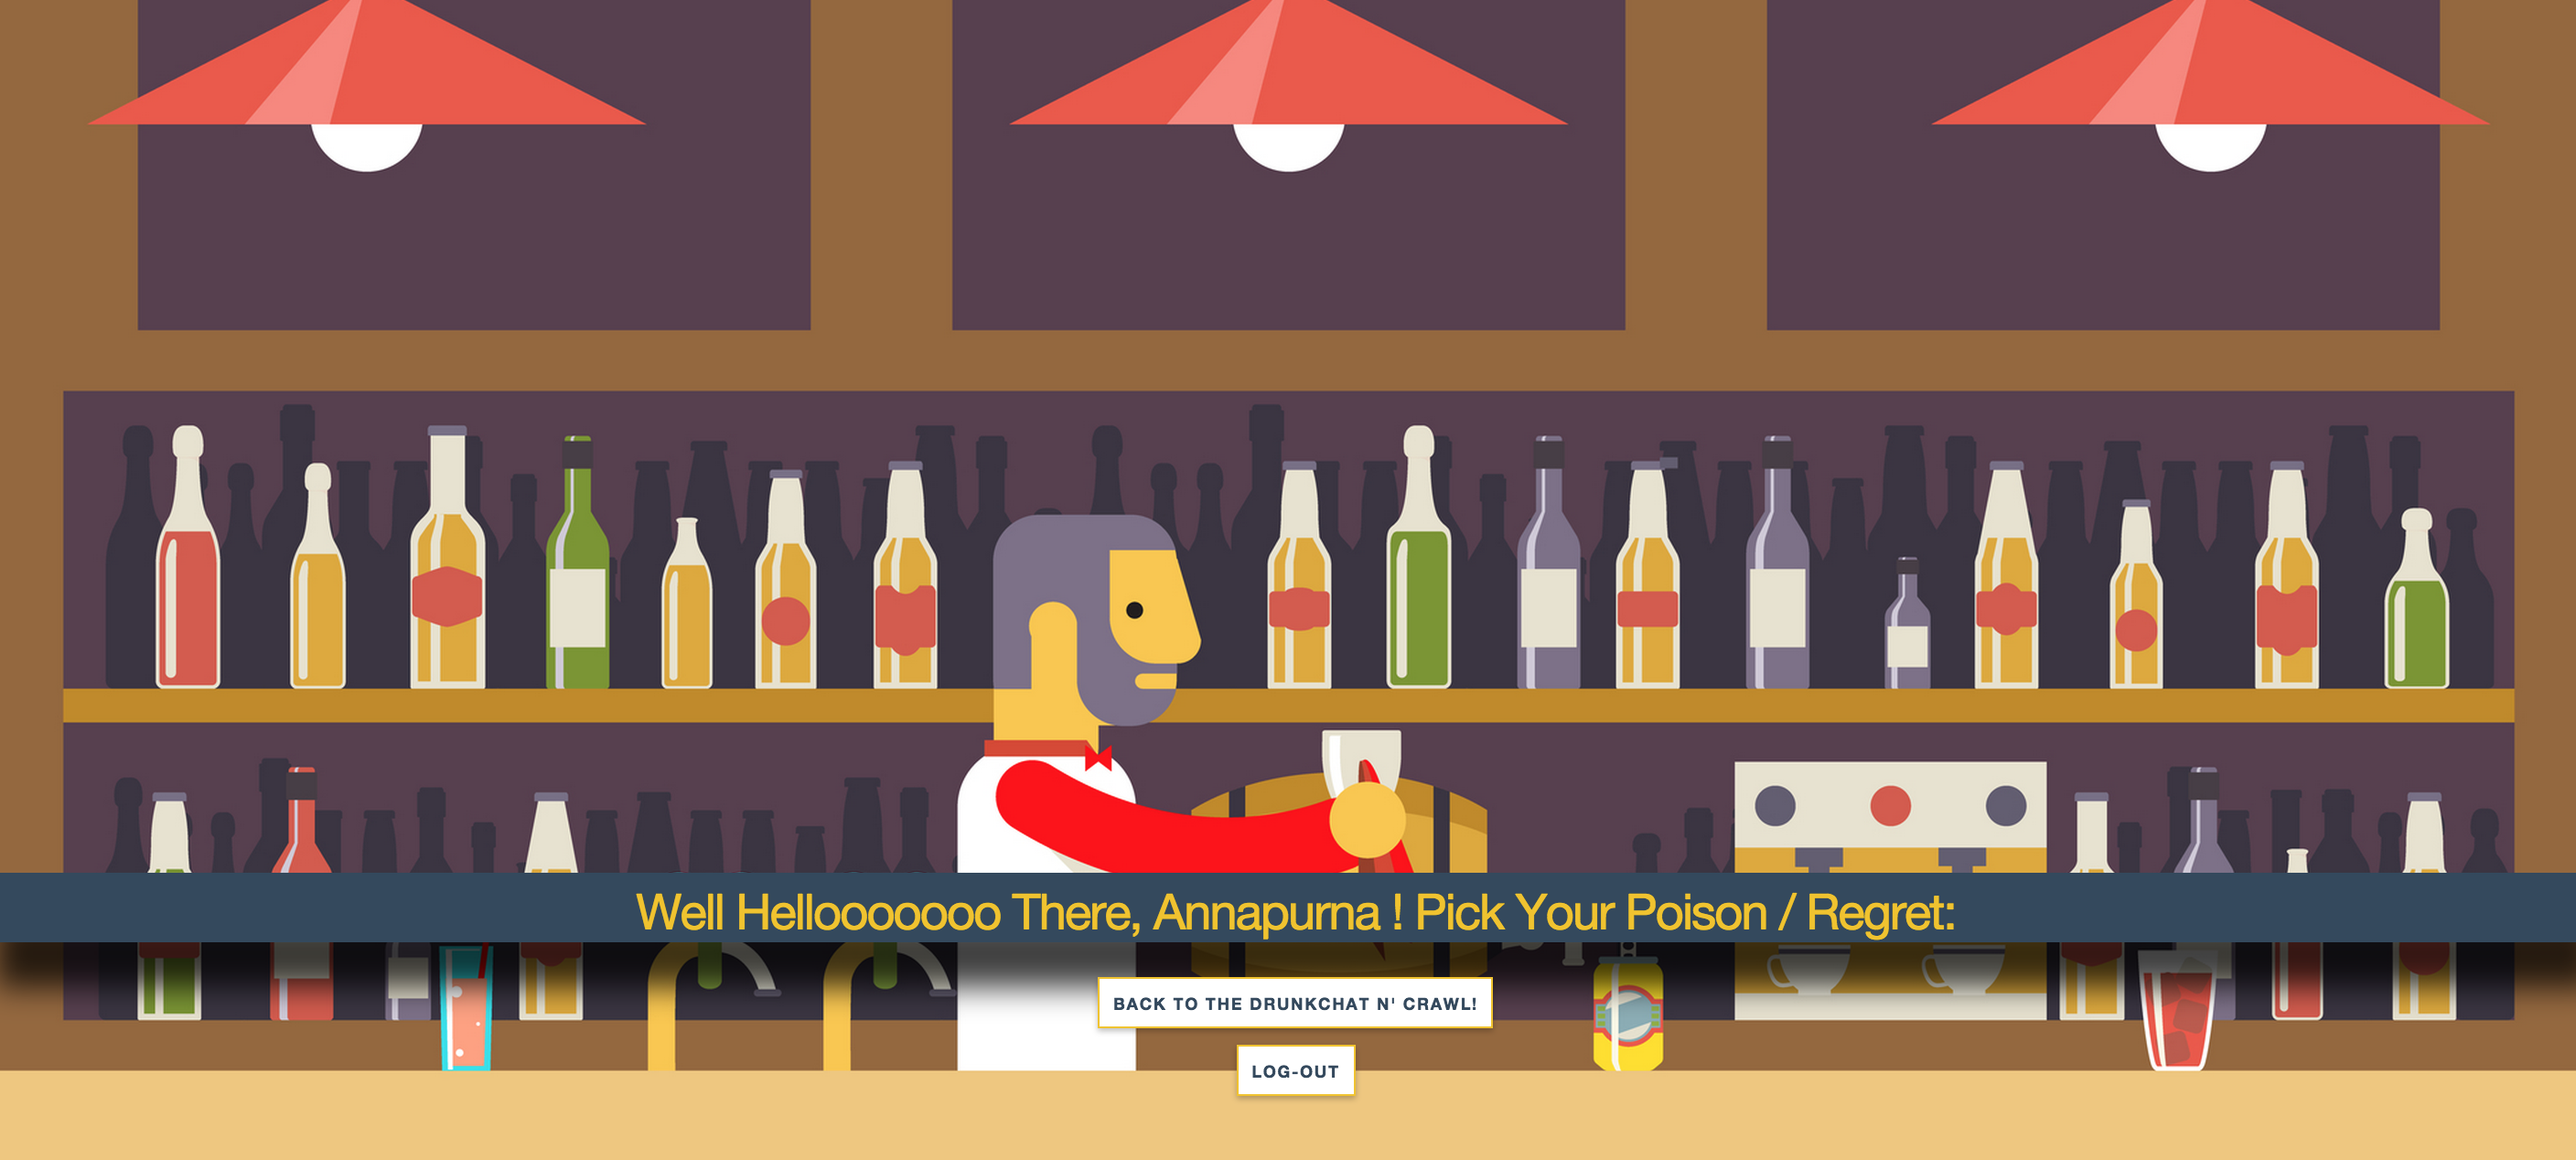 Well Hellooooooo There, Annapurna ! Pick Your Poison / Regret:
BACK TO THE DRUNKCHAT N' CRAWL!
LOG-OUT